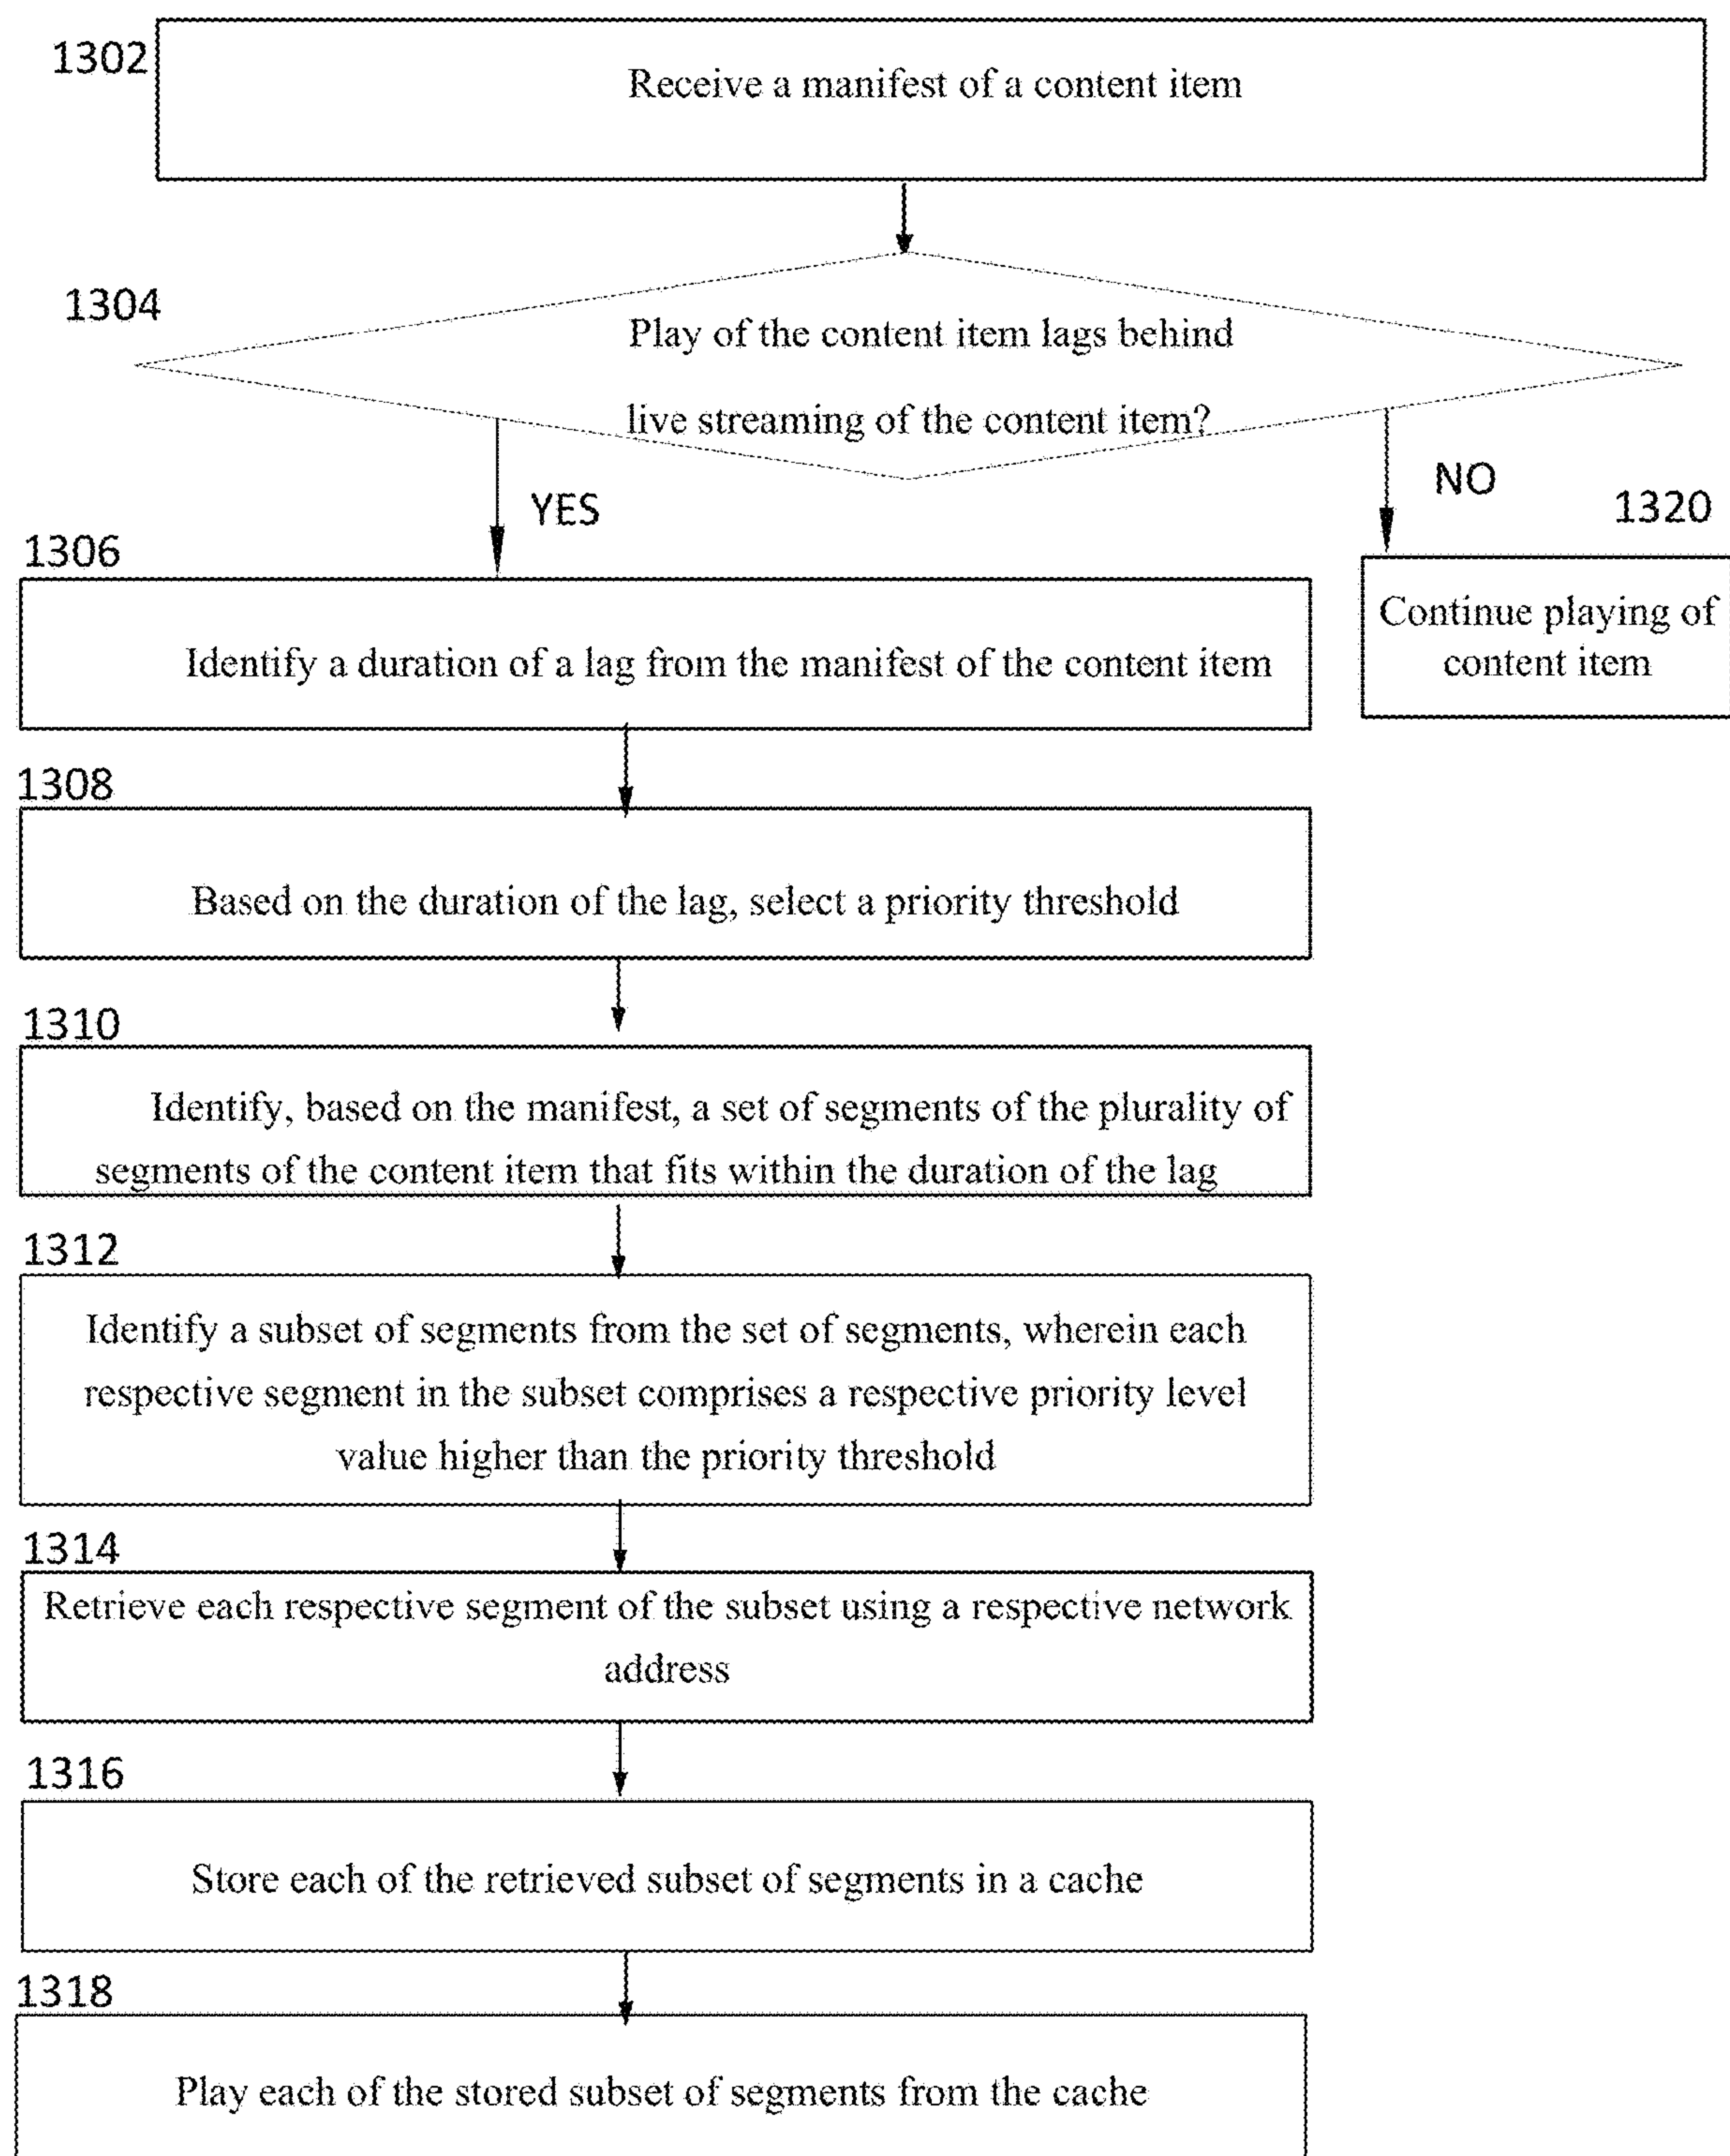 1302
Receive a manifest of a content item
1304
Play of the content item lags behind
live streaming of the content item?
YES
NO
1306
Identify a duration of a lag from the manifest of the content item
1320
Continue playing of
content item
1308
Based on the duration of the lag, select a priority threshold
1310
Identify, based on the manifest, a set of segments of the plurality of
segments of the content item that fits within the duration of the lag
1312
Identify a subset of segments from the set of segments, wherein each
respective segment in the subset comprises a respective priority level
value higher than the priority threshold
1314
Retrieve each respective segment of the subset using a respective network
address
1316
Store each of the retrieved subset of segments in a cache
1318
Play each of the stored subset of segments from the cache